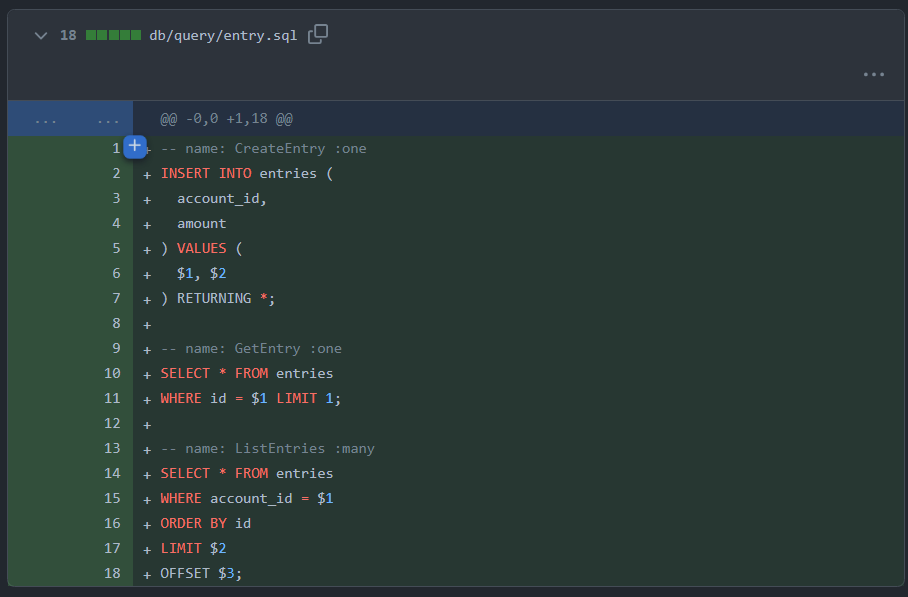 18 db/query/entry.sql
...
... ... @@ -0,0 +1,18 @@
1 + -- name: CreateEntry :one
2 + INSERT INTO entries (
3 +   account_id,
4 +   amount
5 + ) VALUES (
6 +   $1, $2
7 + ) RETURNING *;
8 +
9 + -- name: GetEntry :one
10 + SELECT * FROM entries
11 + WHERE id = $1 LIMIT 1;
12 +
13 + -- name: ListEntries :many
14 + SELECT * FROM entries
15 + WHERE account_id = $1
16 + ORDER BY id
17 + LIMIT $2
18 + OFFSET $3;